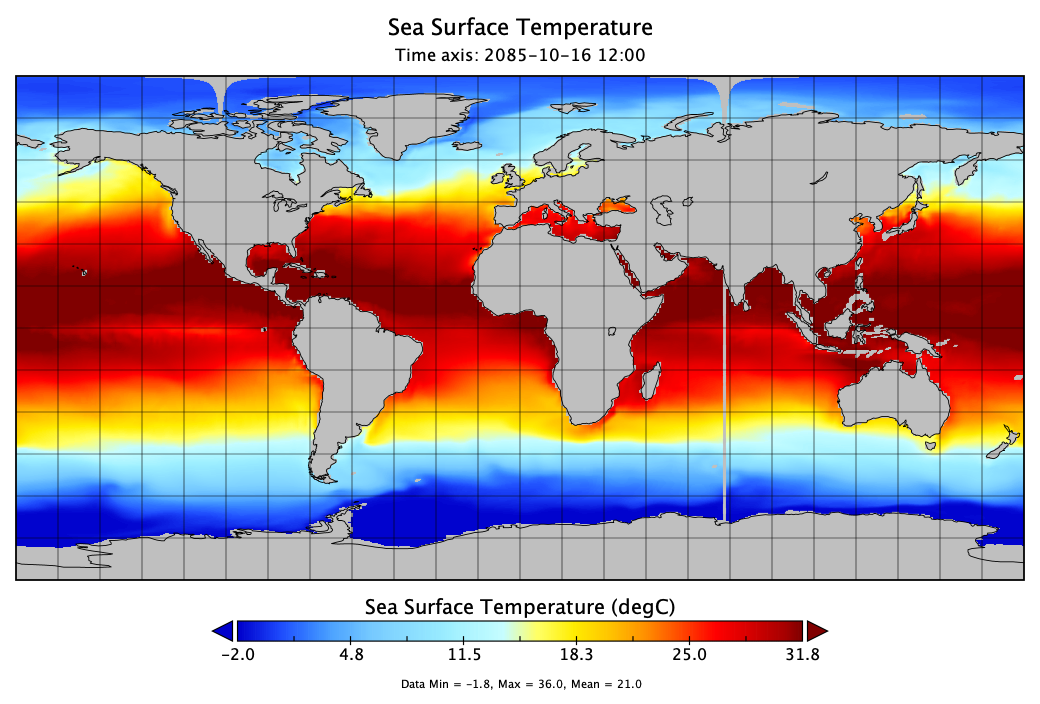 Sea Surface Temperature
Time axis: 2085-10-16 12:00
Sea Surface Temperature (degC)
-2.0 4.8 11.5 18.3 25.0 31.8
Data Min = -1.8, Max = 36.0, Mean = 21.0